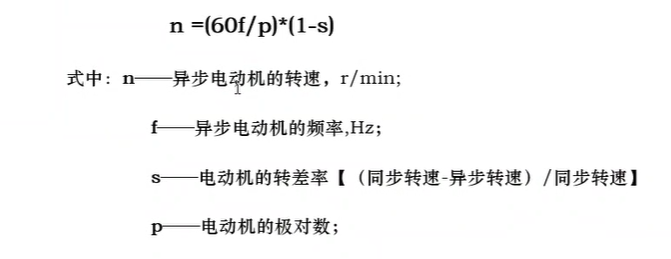 n =(60f/p)*(1-s)
式中：n——异步电动机的转速，r/min;
f——异步电动机的频率,Hz；
s——电动机的转差率【（同步转速-异步转速）/同步转速】
p——电动机的极对数；